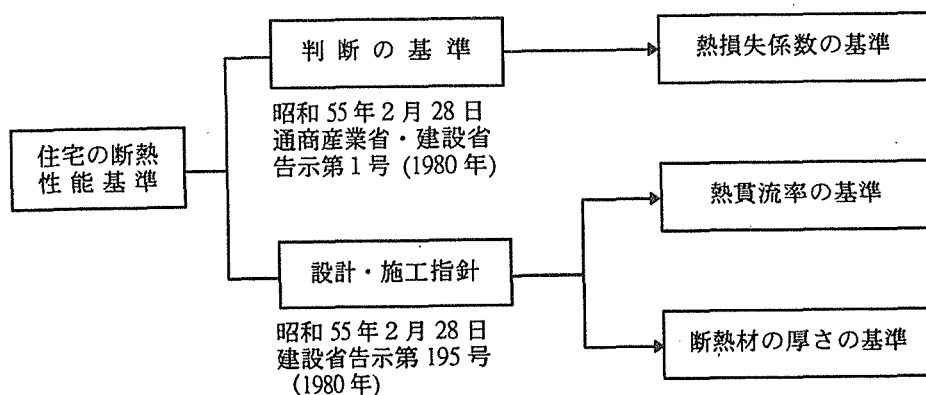 住宅の断熱
性能基準
判断の基準
昭和55年2月28日
通商産業省・建設省
告示第1号 (1980年)
熱損失係数の基準
設計・施工指針
昭和55年2月28日
建設省告示第195号
(1980年)
熱貫流率の基準
断熱材の厚さの基準